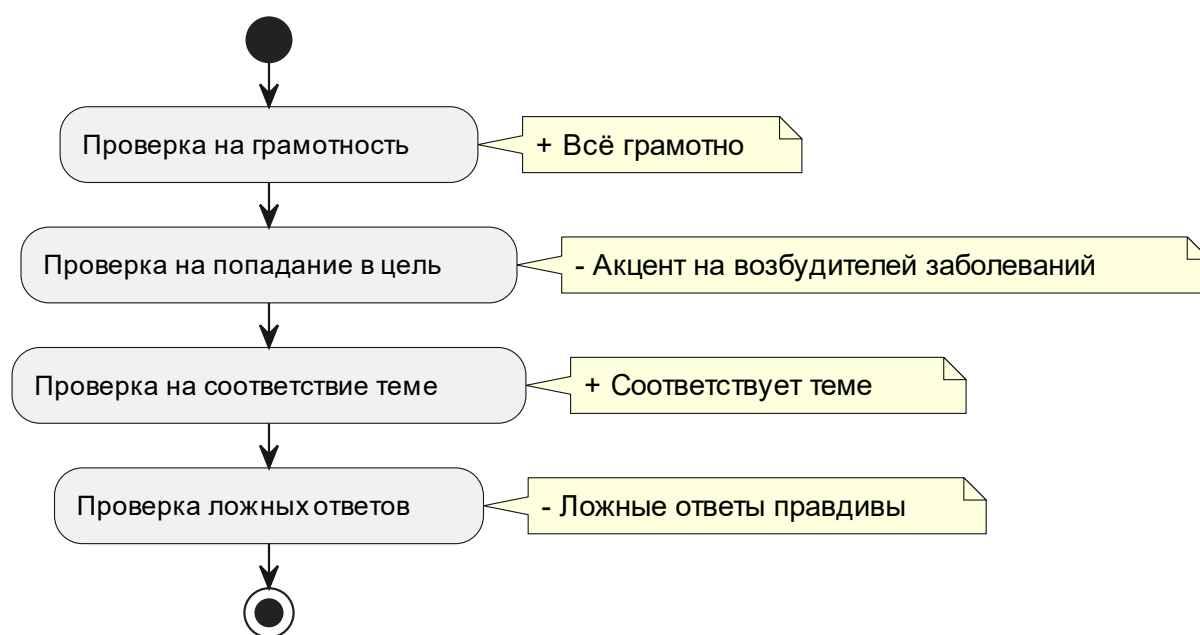 Проверка на грамотность
+ Всё грамотно
Проверка на попадание в цель
- Акцент на возбудителей заболеваний
Проверка на соответствие теме
+ Соответствует теме
Проверка ложных ответов
- Ложные ответы правдивы